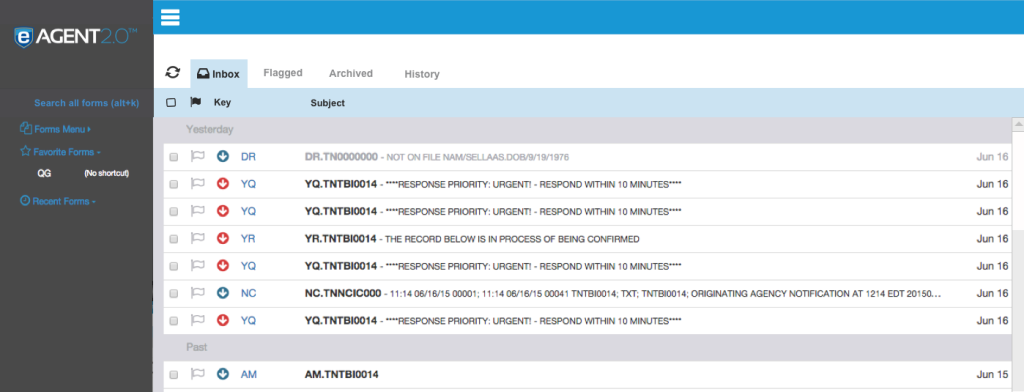 e AGENT2.0™
Inbox Flagged Archived History
Search all forms (alt+k)
Key Subject
Forms Menu
Favorite Forms
QG (No shortcut)
Recent Forms
Yesterday
DR DR.TN0000000 - NOT ON FILE NAM/SELLAAS.DOB/9/19/1976 Jun 16
YQ YQ.TNTBI0014 - ****RESPONSE PRIORITY: URGENT! - RESPOND WITHIN 10 MINUTES**** Jun 16
YQ YQ.TNTBI0014 - ****RESPONSE PRIORITY: URGENT! - RESPOND WITHIN 10 MINUTES**** Jun 16
YR YR.TNTBI0014 - THE RECORD BELOW IS IN PROCESS OF BEING CONFIRMED Jun 16
YQ YQ.TNTBI0014 - ****RESPONSE PRIORITY: URGENT! - RESPOND WITHIN 10 MINUTES**** Jun 16
NC NC.TNNCIC000 - 11:14 06/16/15 00001; 11:14 06/16/15 00041 TNTBI0014; TXT; TNTBI0014; ORIGINATING AGENCY NOTIFICATION AT 1214 EDT 20150... Jun 16
YQ YQ.TNTBI0014 - ****RESPONSE PRIORITY: URGENT! - RESPOND WITHIN 10 MINUTES**** Jun 16
Past
AM AM.TNTBI0014 Jun 15